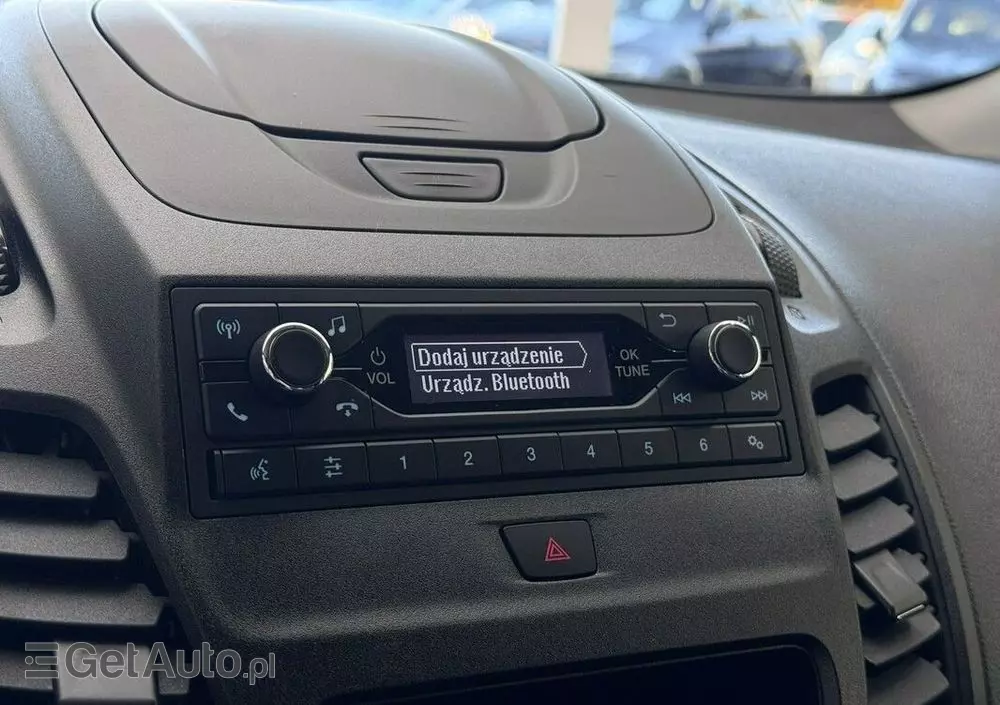 Dodaj urządzenie
Urządz. Bluetooth
VOL
OK
TUNE
1 2 3 4 5 6
GetAuto.pl